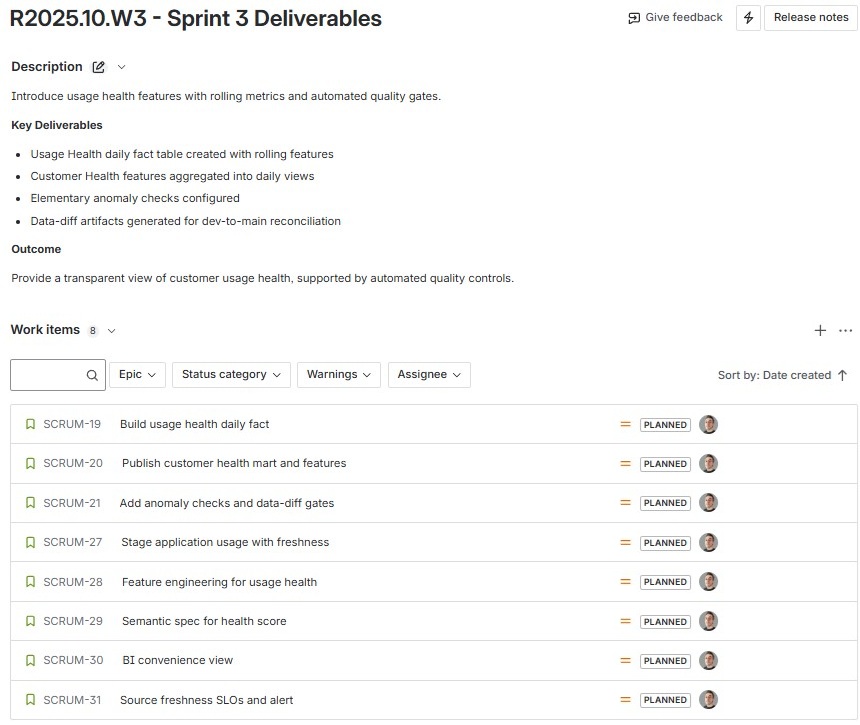 R2025.10.W3 - Sprint 3 Deliverables
Give feedback
Release notes
Description
Introduce usage health features with rolling metrics and automated quality gates.
Key Deliverables
• Usage Health daily fact table created with rolling features
• Customer Health features aggregated into daily views
• Elementary anomaly checks configured
• Data-diff artifacts generated for dev-to-main reconciliation
Outcome
Provide a transparent view of customer usage health, supported by automated quality controls.
Work items 8
Epic Status category Warnings Assignee Sort by: Date created
SCRUM-19 Build usage health daily fact PLANNED
SCRUM-20 Publish customer health mart and features PLANNED
SCRUM-21 Add anomaly checks and data-diff gates PLANNED
SCRUM-27 Stage application usage with freshness PLANNED
SCRUM-28 Feature engineering for usage health PLANNED
SCRUM-29 Semantic spec for health score PLANNED
SCRUM-30 BI convenience view PLANNED
SCRUM-31 Source freshness SLOs and alert PLANNED